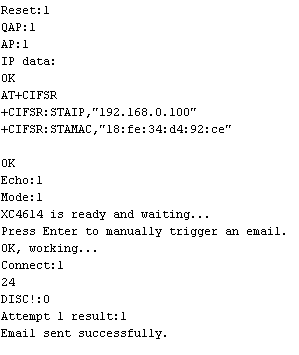 Reset:1
QAP:1
AP:1
IP data:
OK
AT+CIFSR
+CIFSR:STAIP,"192.168.0.100"
+CIFSR:STAMAC,"18:fe:34:d4:92:ce"
OK
Echo:1
Mode:1
XC4614 is ready and waiting...
Press Enter to manually trigger an email.
OK, working...
Connect:1
24
DISC!:0
Attempt 1 result:1
Email sent successfully.